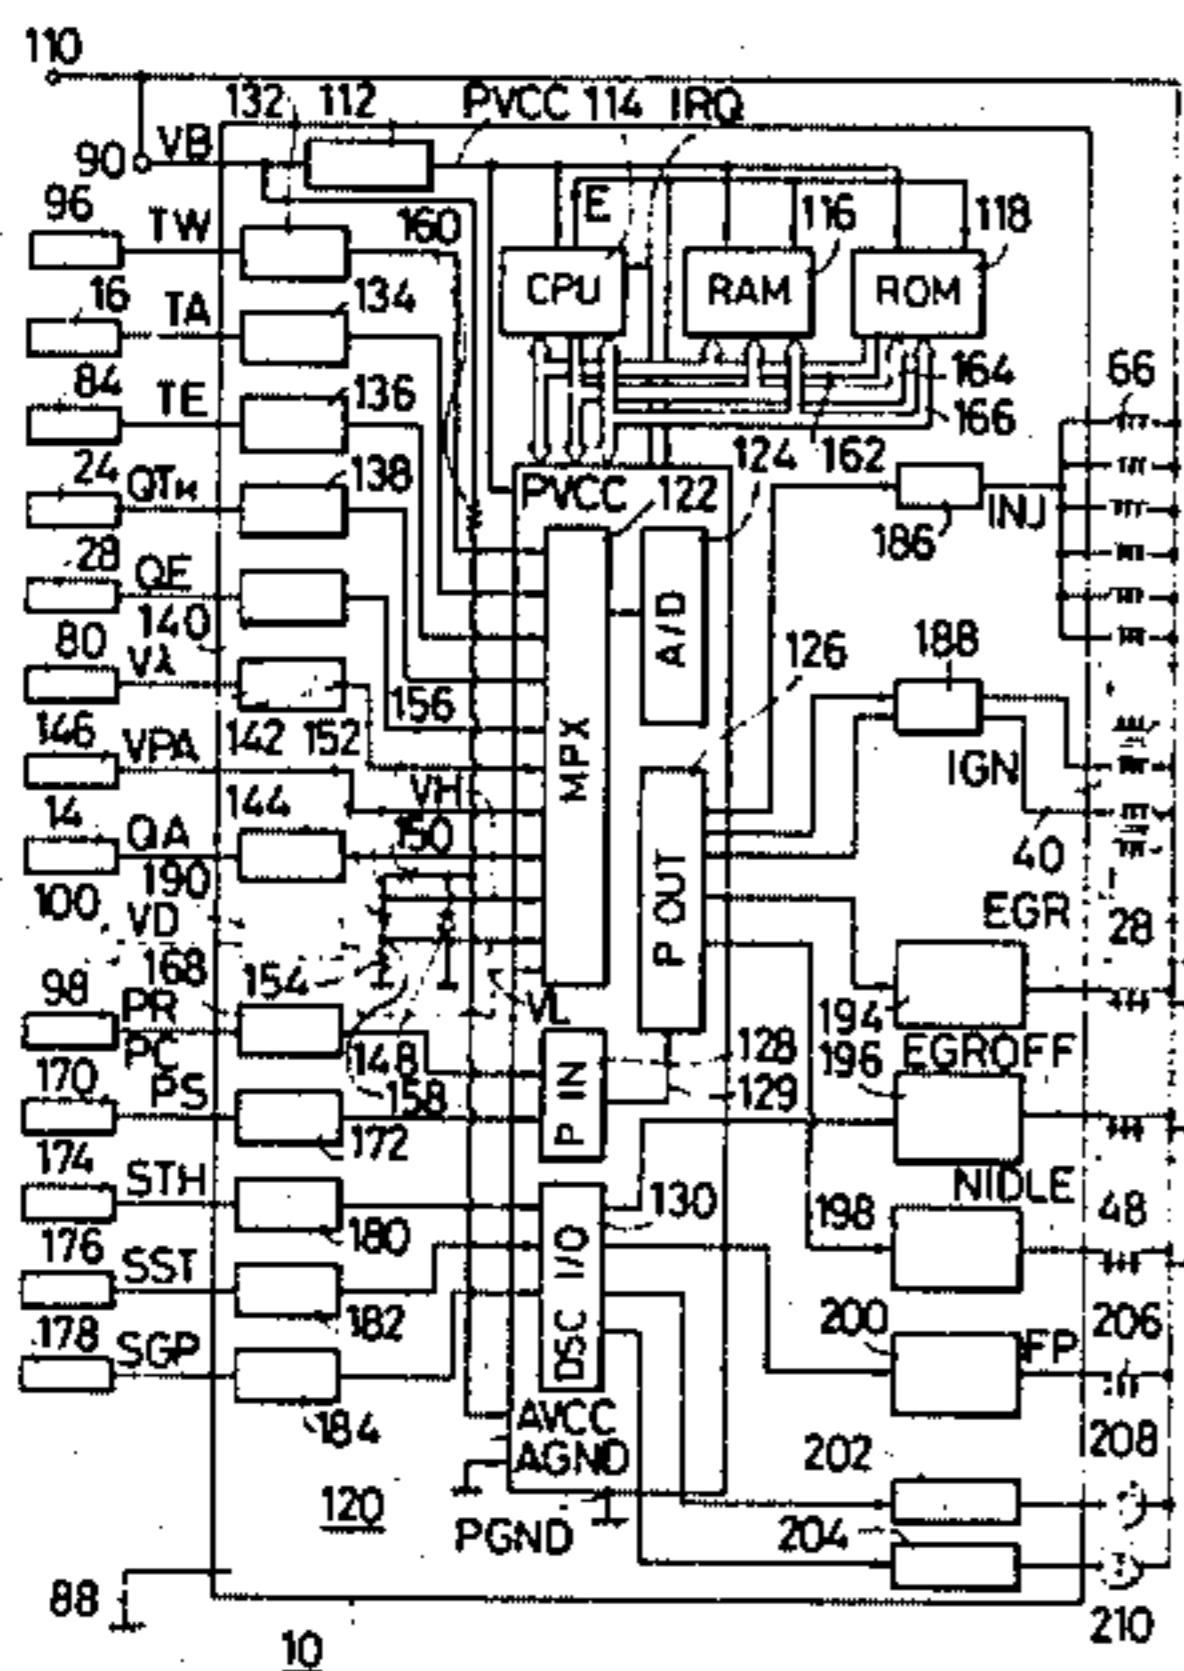 110
132 112 PVCC 114 IRQ
90 VB
96 TW 160 E 116 118
CPU RAM ROM
16 TA 134
84 TE 136 164 66
166
24 QTM 138 PVCC 122 124 162
186 INJ
28 QE
140
80 Vλ 156 A/D 126 188
146 VPA 142 152 MPX
VH IGN
14 QA 144 150 40
100 190 P OUT EGR 28
VD
168 154 VL 194
98 PR 148 128 196 EGROFF
PC 158 P IN 129
170 PS 172
174 STH 180 130 NIDLE 198 48
176 SST 182 DSC I/O 200 206
178 SGP 184 FP
AVCC
AGND 202 208
120 PGND 204
88 210
10